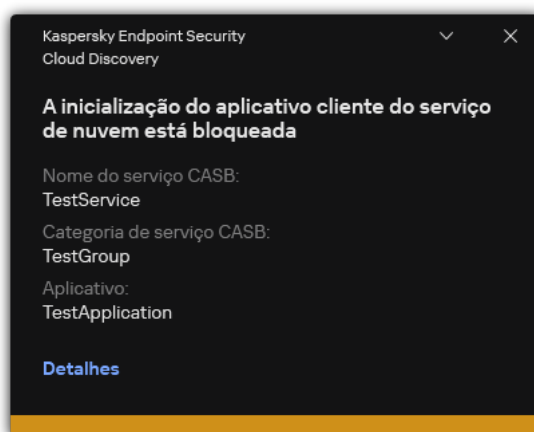 Kaspersky Endpoint Security
Cloud Discovery
A inicialização do aplicativo cliente do serviço
de nuvem está bloqueada
Nome do serviço CASB:
TestService
Categoria de serviço CASB:
TestGroup
Aplicativo:
TestApplication
Detalhes